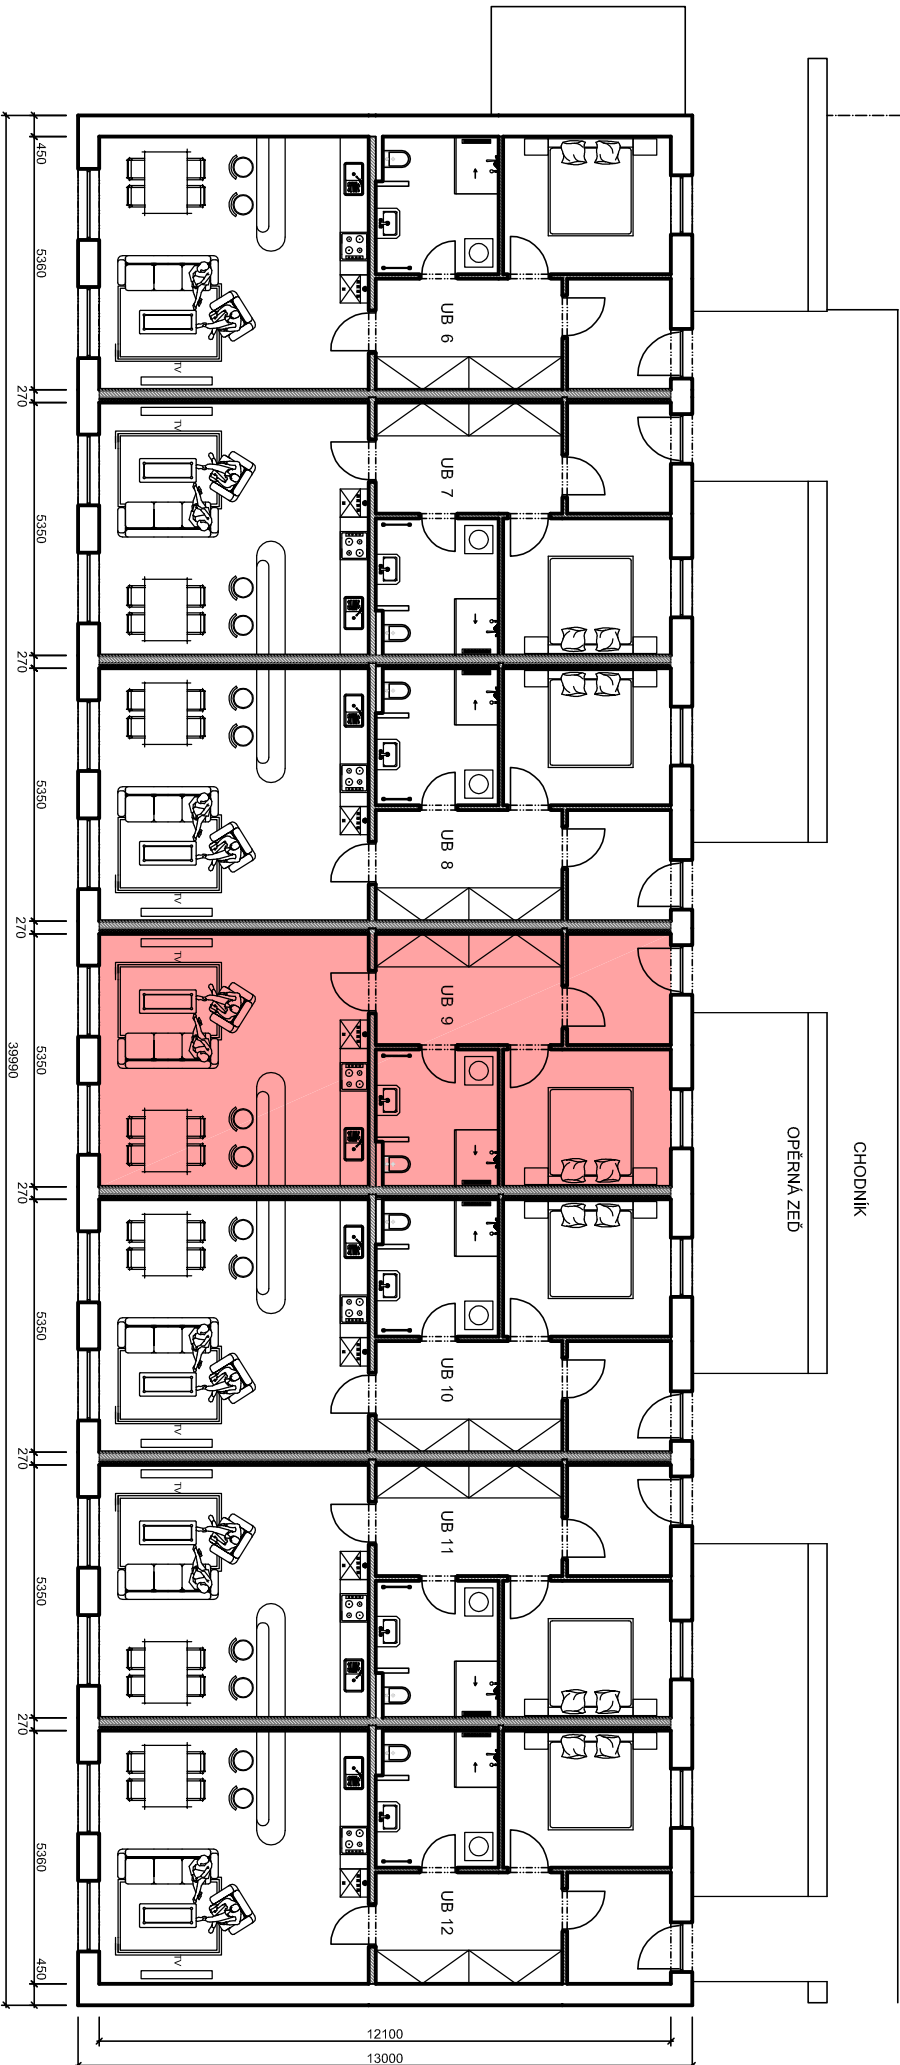 CHODNÍK
OPĚRNÁ ZEĎ
UB 6
UB 7
UB 8
UB 9
UB 10
UB 11
UB 12
TV
TV
TV
TV
TV
TV
TV
450
5360
270
5350
270
5350
270
5350
270
5350
270
5350
270
5360
450
39990
12100
13000